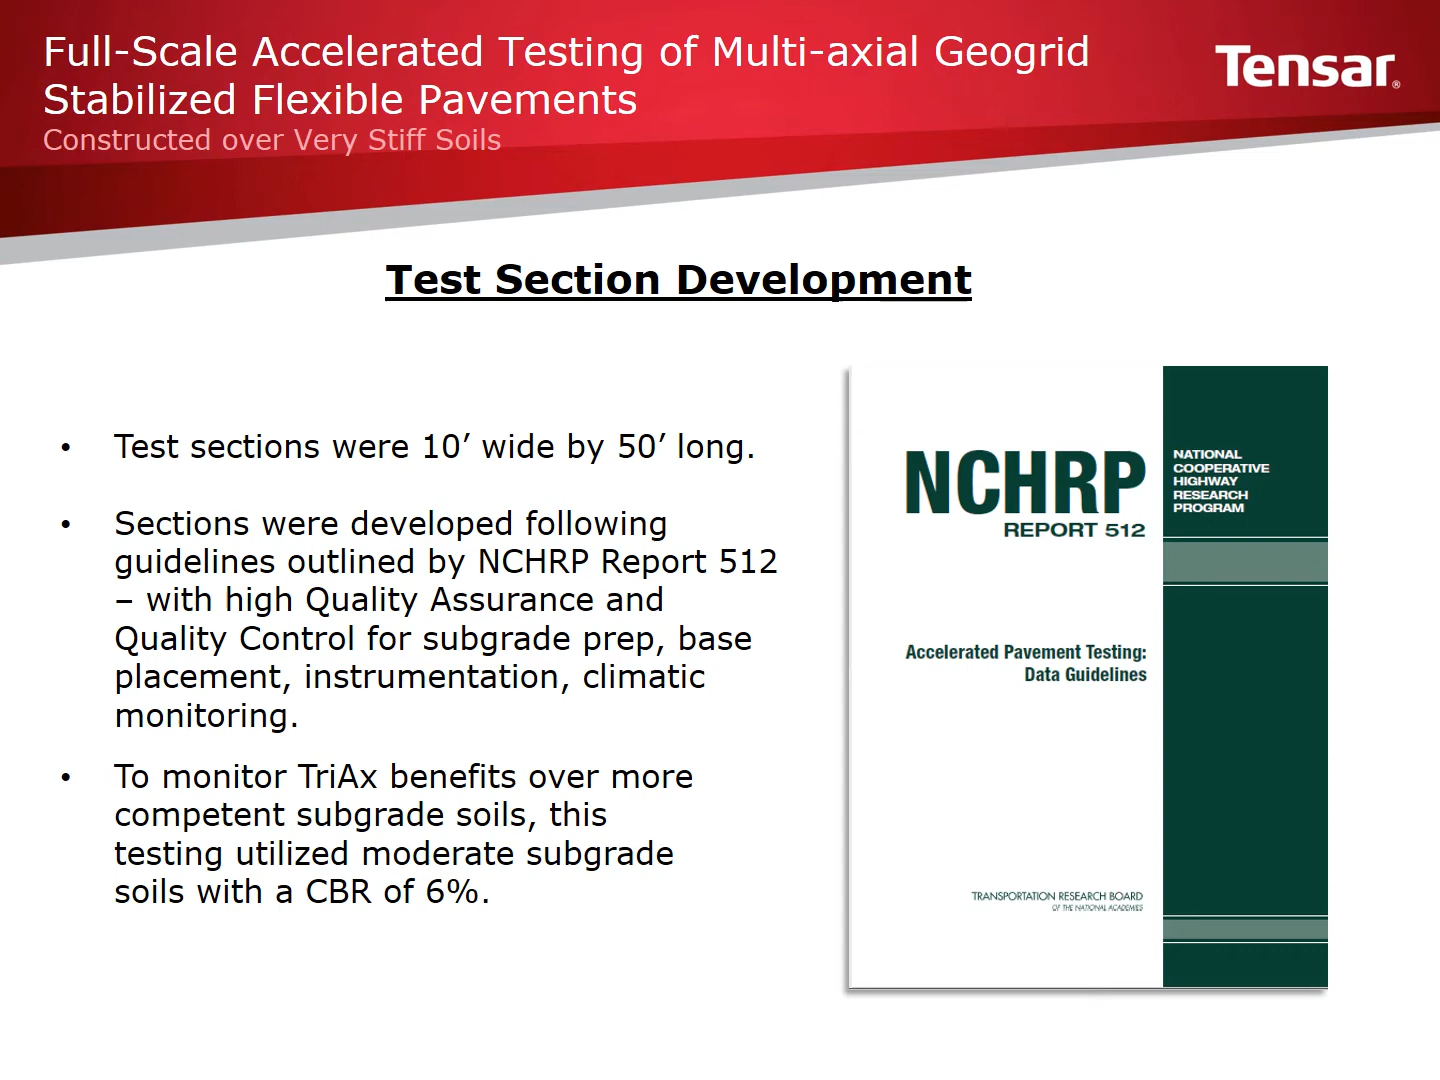 Full-Scale Accelerated Testing of Multi-axial Geogrid
Stabilized Flexible Pavements
Constructed over Very Stiff Soils
Tensar®
Test Section Development
• Test sections were 10’ wide by 50’ long.
• Sections were developed following
guidelines outlined by NCHRP Report 512
– with high Quality Assurance and
Quality Control for subgrade prep, base
placement, instrumentation, climatic
monitoring.
• To monitor TriAx benefits over more
competent subgrade soils, this
testing utilized moderate subgrade
soils with a CBR of 6%.
NCHRP
REPORT 512
NATIONAL
COOPERATIVE
HIGHWAY
RESEARCH
PROGRAM
Accelerated Pavement Testing:
Data Guidelines
TRANSPORTATION RESEARCH BOARD
OF THE NATIONAL ACADEMIES